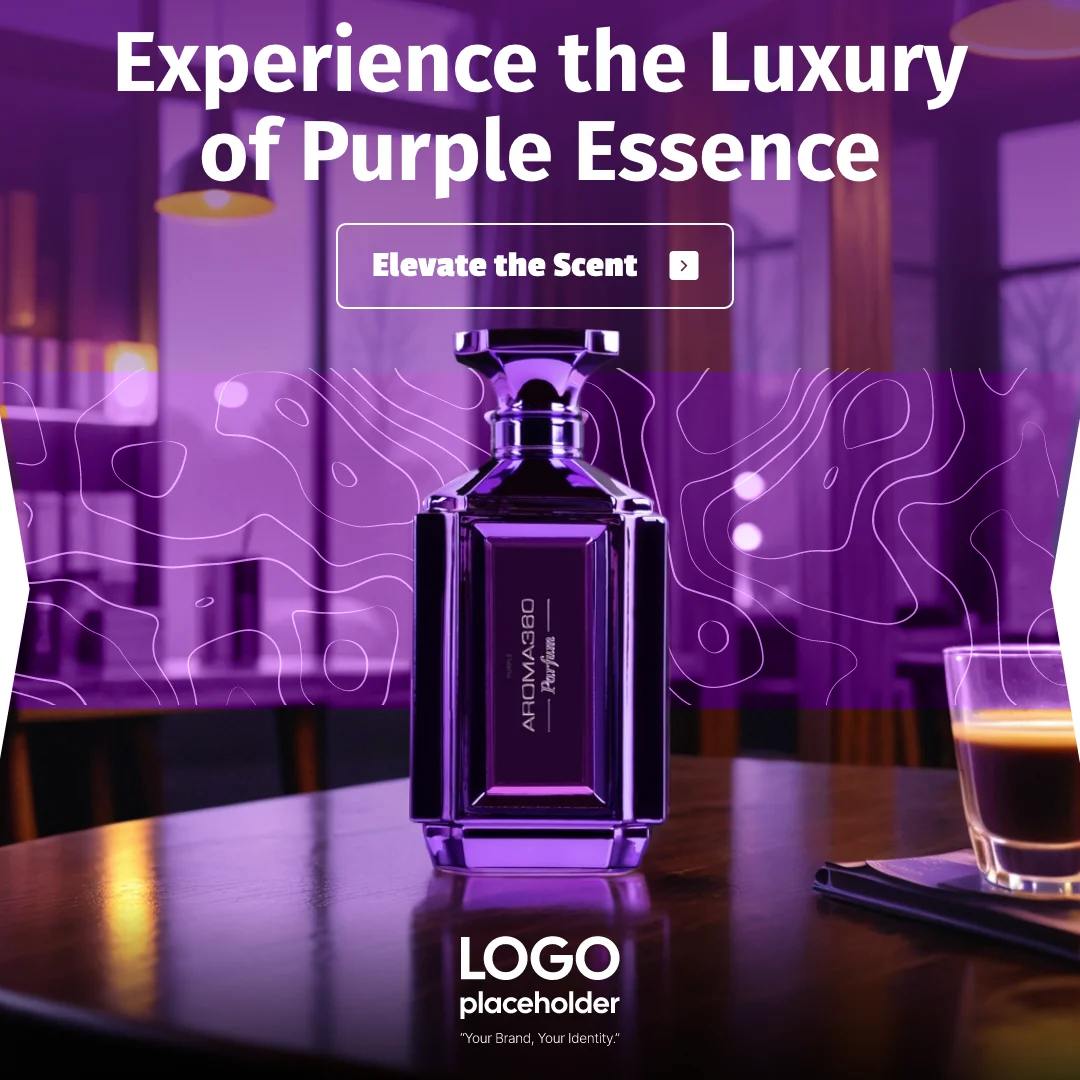 Experience the Luxury
of Purple Essence
Elevate the Scent
PURPLE
AROMA360
Parfum
LOGO
placeholder
“Your Brand, Your Identity.”